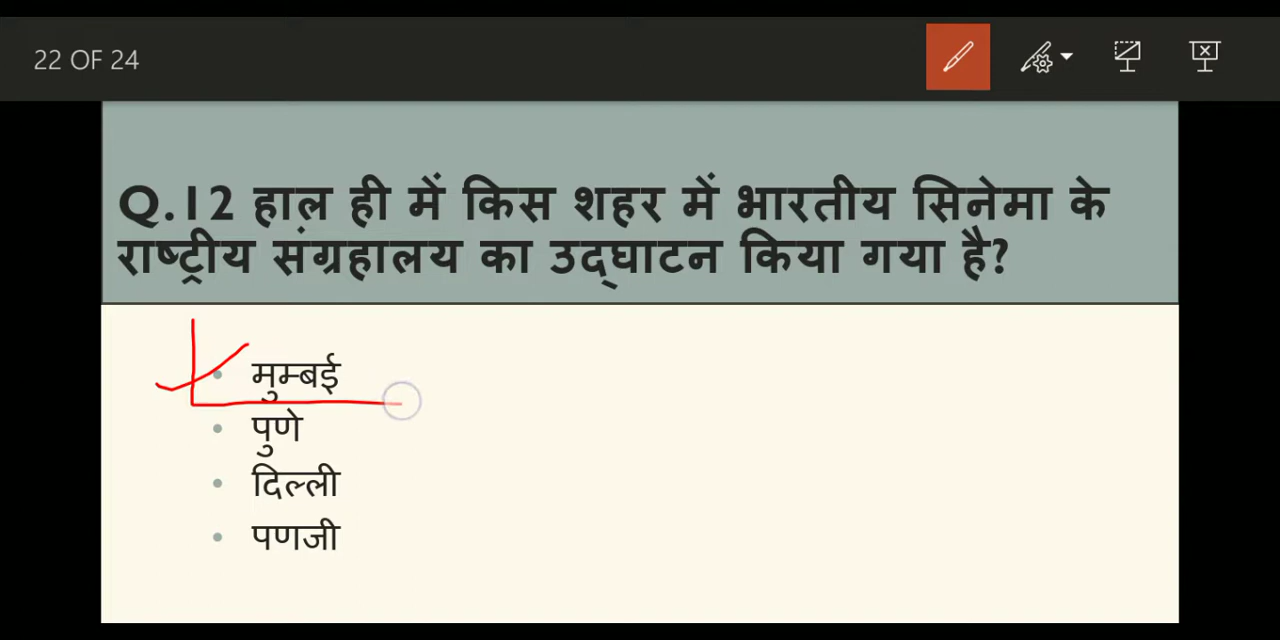 22 OF 24
Q.12 हाल ही में किस शहर में भारतीय सिनेमा के
राष्ट्रीय संग्रहालय का उद्घाटन किया गया है?
• मुम्बई
• पुणे
• दिल्ली
• पणजी